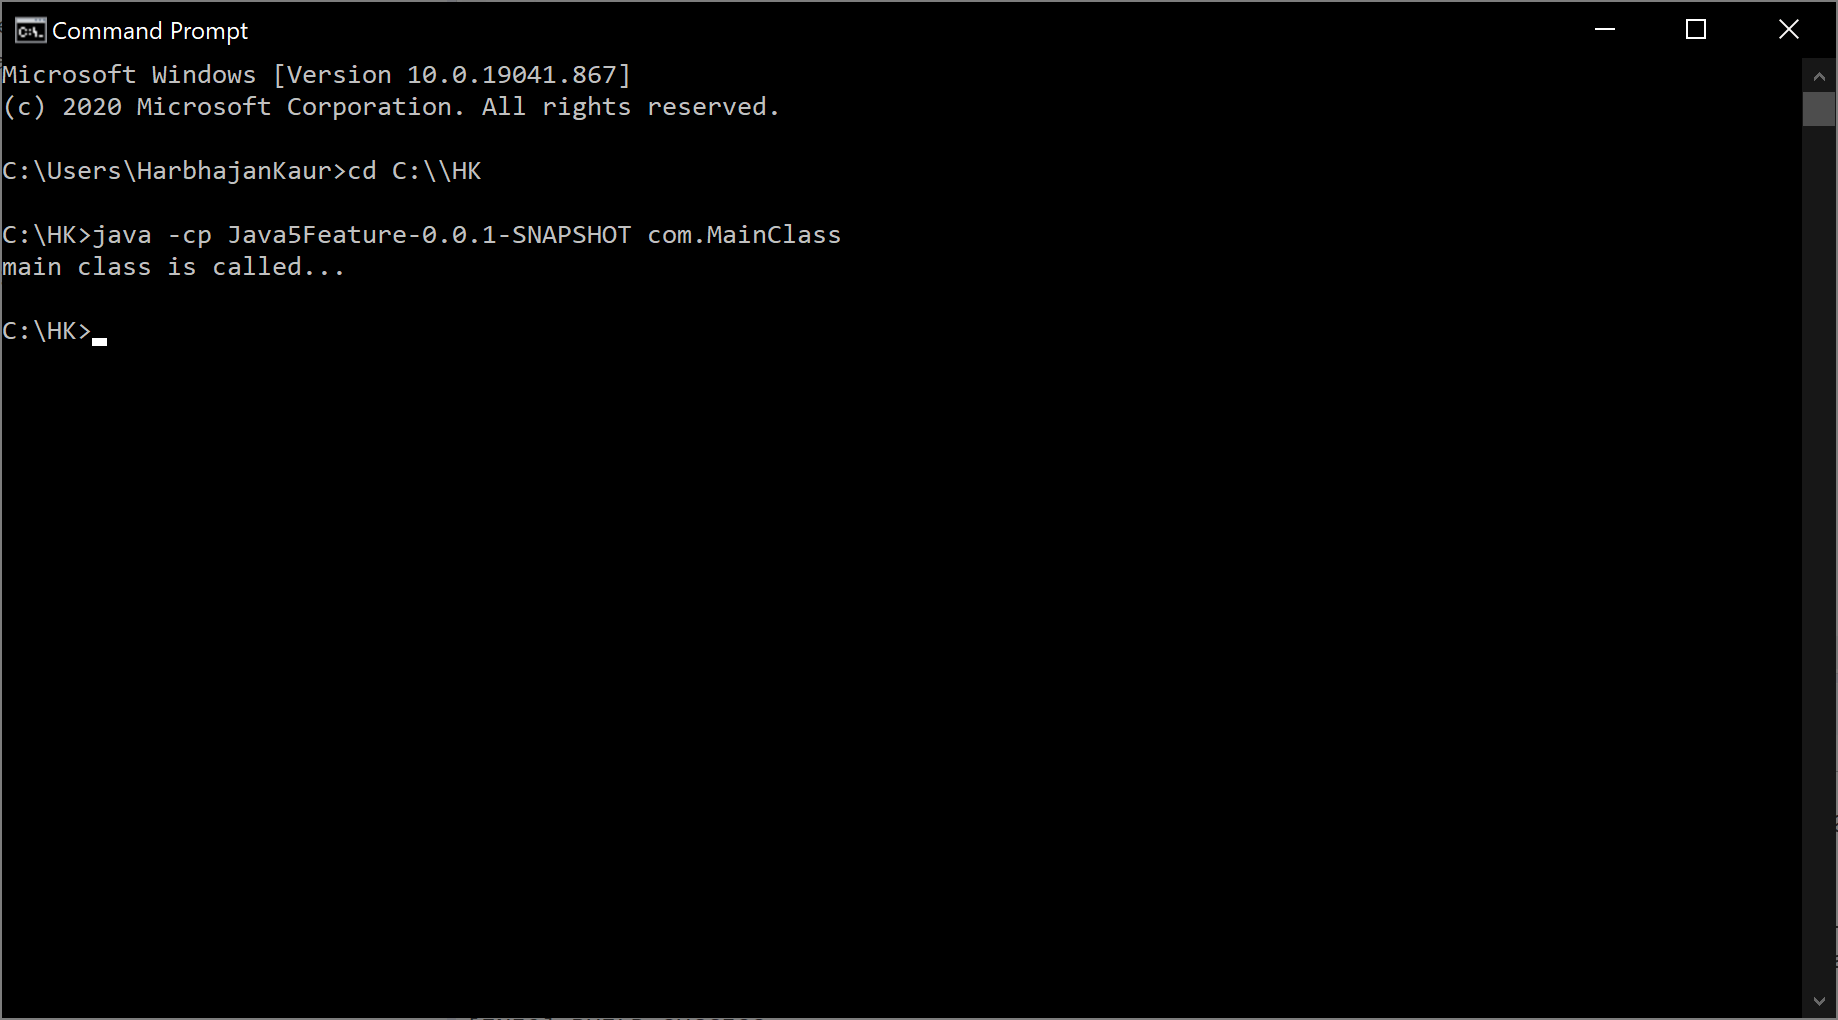 Command Prompt
Microsoft Windows [Version 10.0.19041.867]
(c) 2020 Microsoft Corporation. All rights reserved.
C:\Users\HarbhajanKaur>cd C:\\HK
C:\HK>java -cp Java5Feature-0.0.1-SNAPSHOT com.MainClass
main class is called...
C:\HK>